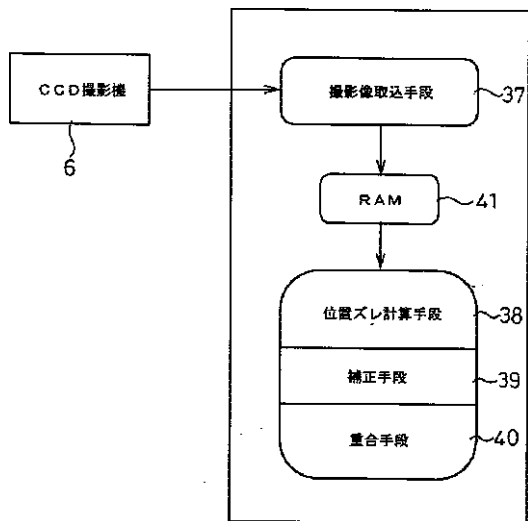 CCD撮影機
6
撮影像取込手段
37
RAM
41
位置ズレ計算手段
38
補正手段
39
重合手段
40